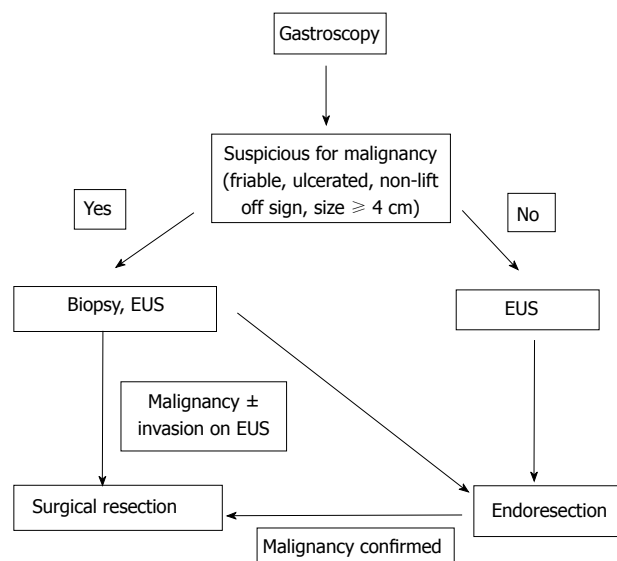 Gastroscopy
Suspicious for malignancy
(friable, ulcerated, non-lift
off sign, size ⩾ 4 cm)
Yes
No
Biopsy, EUS
EUS
Malignancy ±
invasion on EUS
Surgical resection
Endoresection
Malignancy confirmed